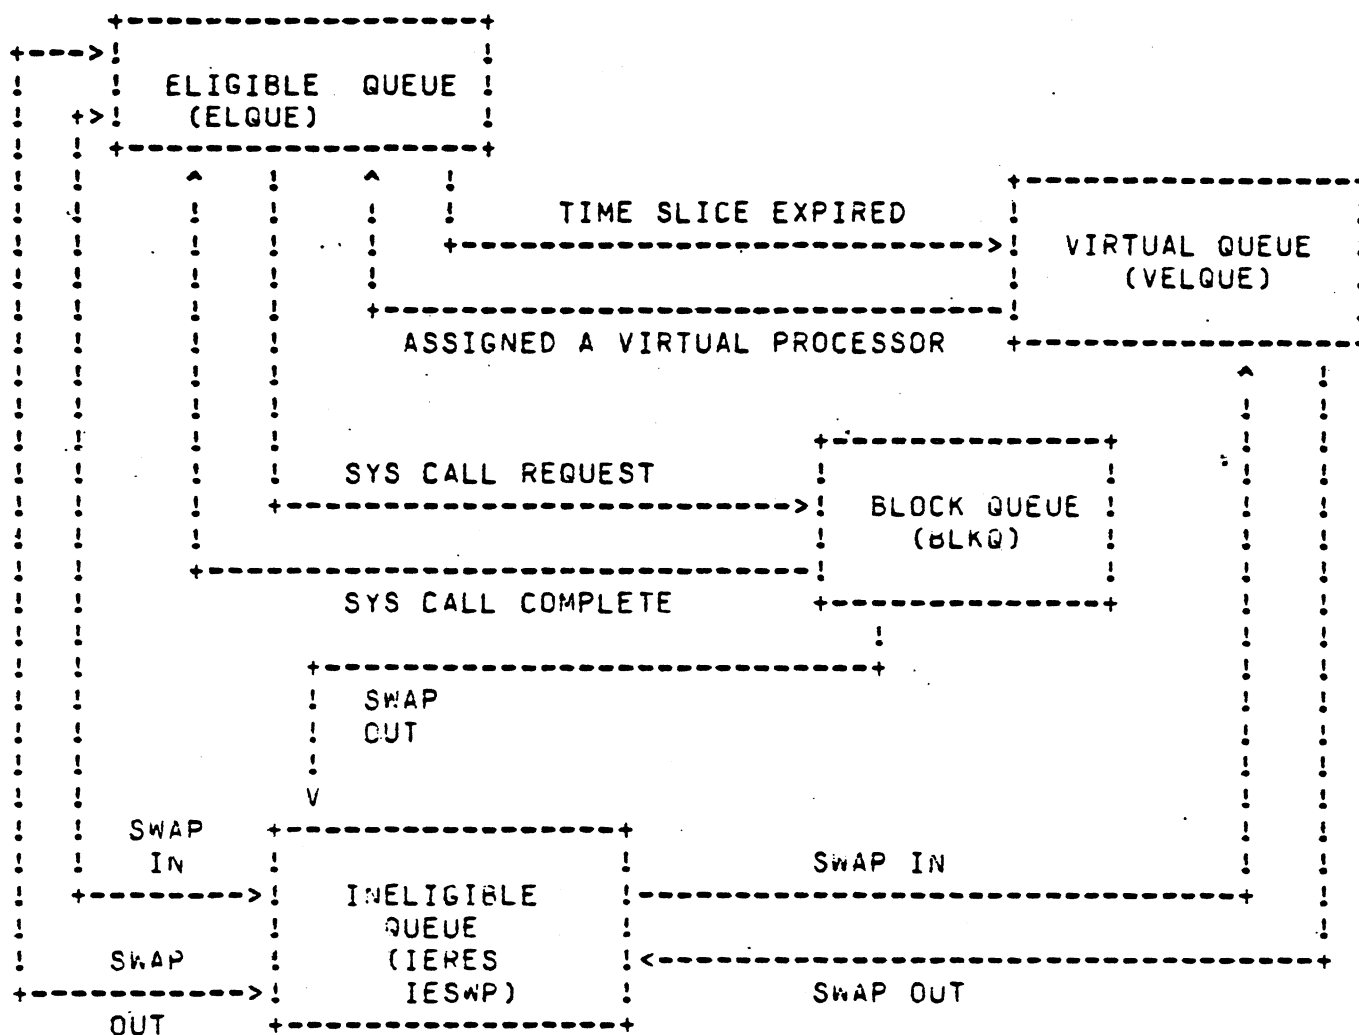 ELIGIBLE QUEUE
(ELQUE)
TIME SLICE EXPIRED
VIRTUAL QUEUE
(VELQUE)
ASSIGNED A VIRTUAL PROCESSOR
SYS CALL REQUEST
BLOCK QUEUE
(BLKQ)
SYS CALL COMPLETE
SWAP
OUT
SWAP
IN
SWAP IN
INELIGIBLE
QUEUE
(IERES
IESWP)
SWAP
OUT
SWAP OUT